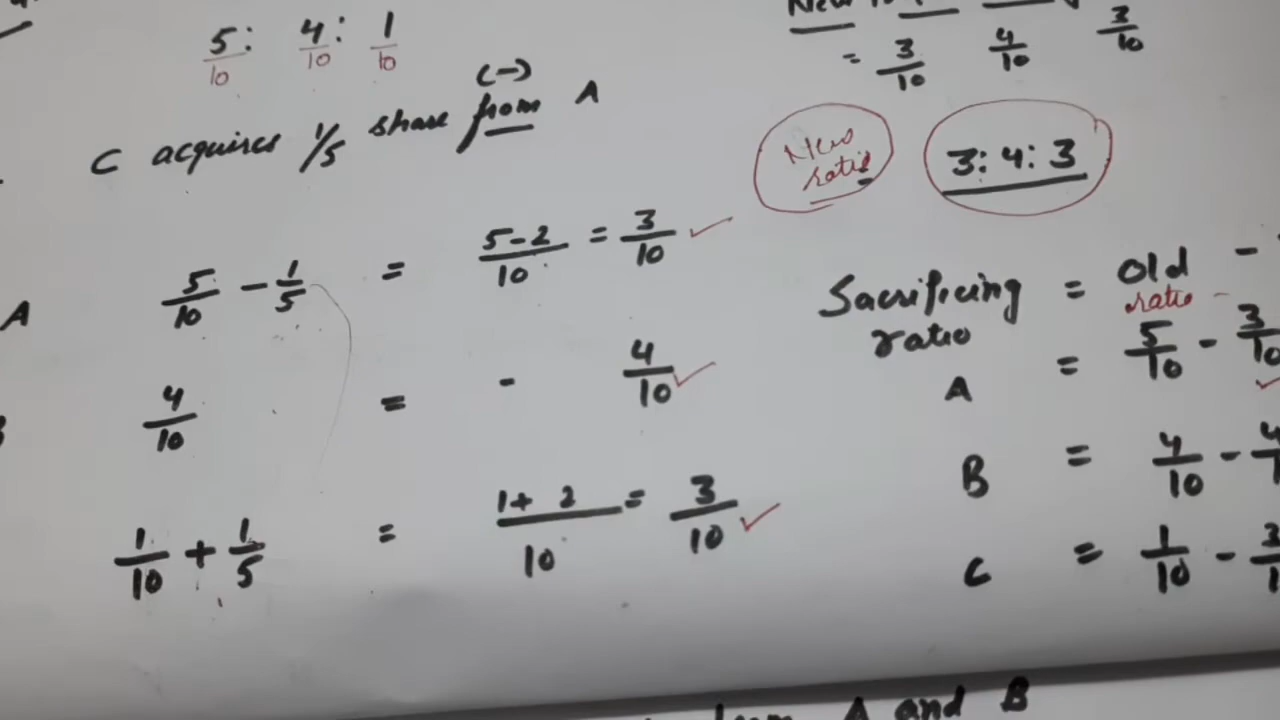 5: 4: 1
10 10 10
C acquires 1/5 share from A
(-)
A 5/10 - 1/5 = 5-2/10 = 3/10 ✓
4/10 = - 4/10 ✓
1/10 + 1/5 = 1+ 2/10 = 3/10 ✓
New
= 3/10 4/10 3/10
New ratio 3: 4: 3
Sacrificing ratio = Old ratio -
A = 5/10 - 3/10
B = 4/10 - 4/
C = 1/10 - 3/1
A and B